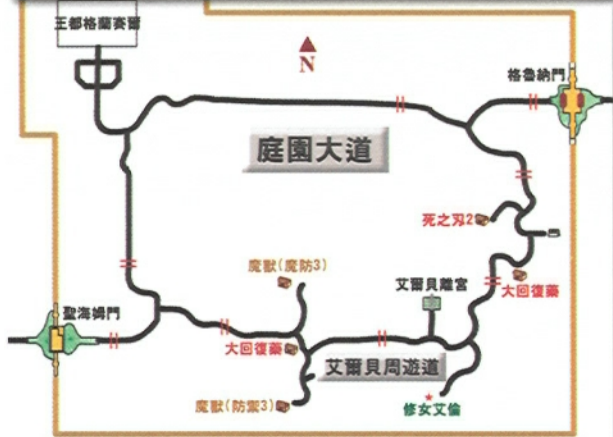 王都格蘭賽爾
N
格魯納門
庭園大道
死之刃2
魔獸(魔防3)
艾爾貝離宮
大回復藥
聖海姆門
大回復藥
艾爾貝周遊道
魔獸(防禦3)
修女艾倫